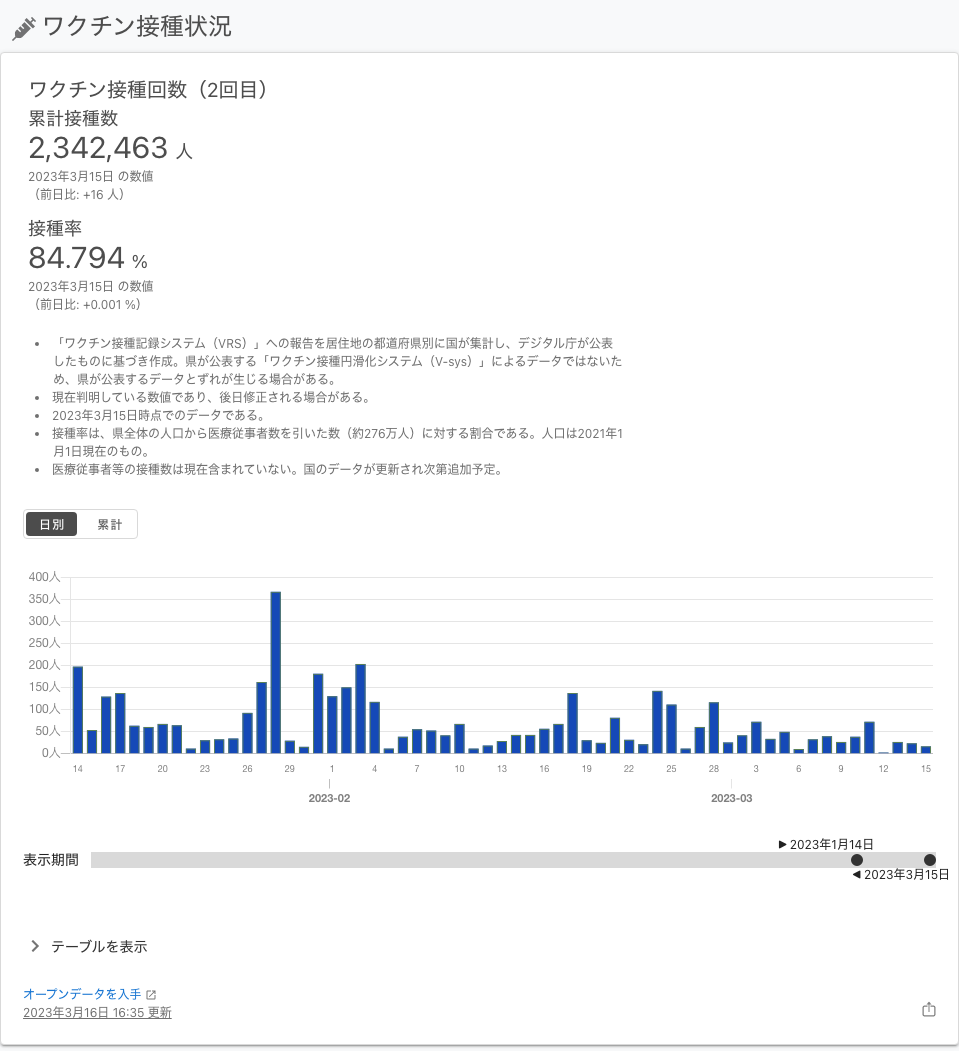 ワクチン接種状況
ワクチン接種回数（2回目）
累計接種数
2,342,463 人
2023年3月15日 の数値
（前日比: +16 人）
接種率
84.794 %
2023年3月15日 の数値
（前日比: +0.001 %）
• 「ワクチン接種記録システム（VRS）」への報告を居住地の都道府県別に国が集計し、デジタル庁が公表
したものに基づき作成。県が公表する「ワクチン接種円滑化システム（V-sys）」によるデータではないた
め、県が公表するデータとずれが生じる場合がある。
• 現在判明している数値であり、後日修正される場合がある。
• 2023年3月15日時点でのデータである。
• 接種率は、県全体の人口から医療従事者数を引いた数（約276万人）に対する割合である。人口は2021年1
月1日現在のもの。
• 医療従事者等の接種数は現在含まれていない。国のデータが更新され次第追加予定。
日別 累計
400人
350人
300人
250人
200人
150人
100人
50人
0人
14 17 20 23 26 29 1 4 7 10 13 16 19 22 25 28 3 6 9 12 15
2023-02 2023-03
▶ 2023年1月14日
表示期間
◀ 2023年3月15日
テーブルを表示
オープンデータを入手
2023年3月16日 16:35 更新